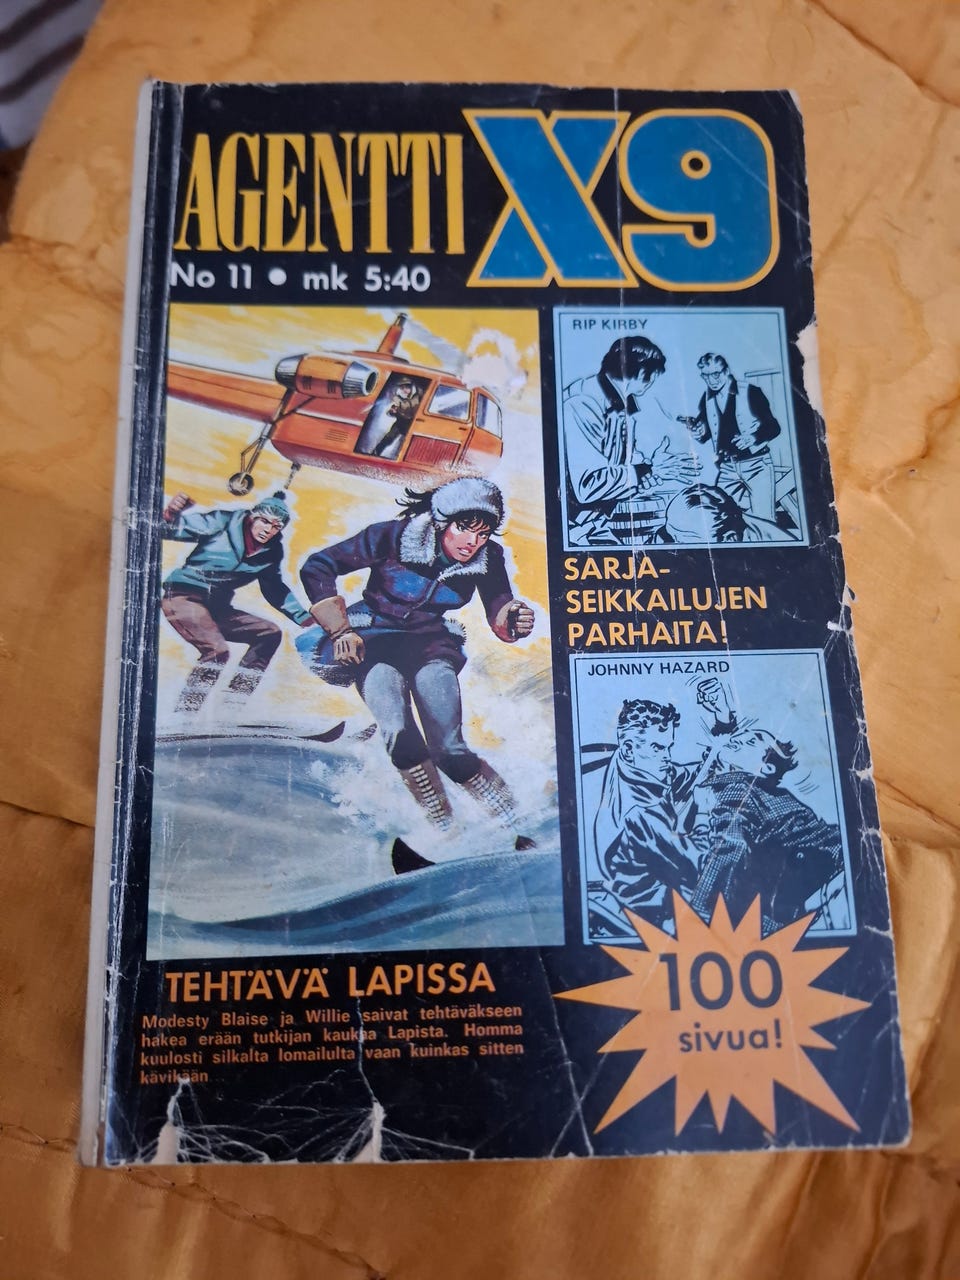 AGENTTI X9
No 11 • mk 5:40
RIP KIRBY
SARJA-
SEIKKAILUJEN
PARHAITA!
JOHNNY HAZARD
TEHTÄVÄ LAPISSA
Modesty Blaise ja Willie saivat tehtäväkseen
hakea erään tutkijan kaukaa Lapista. Homma
kuulosti silkalta lomailulta vaan kuinkas sitten
kävikään...
100
sivua!